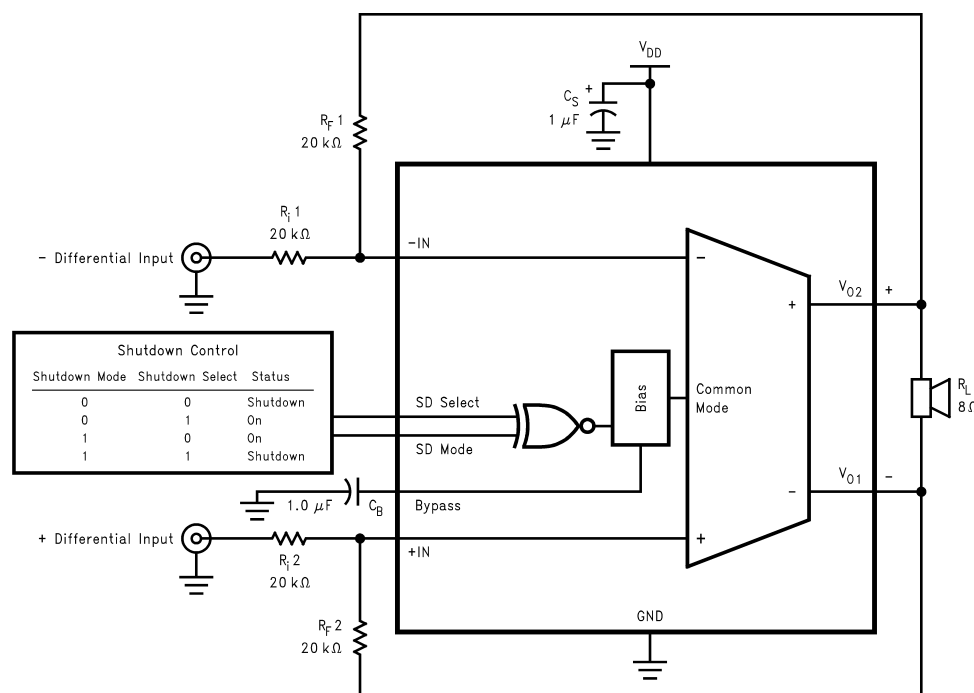 V_DD
C_S +
1 μF
R_F 1
20 kΩ
R_i 1
20 kΩ
−IN
− Differential Input
−
V_O2 +
+
Shutdown Control
Shutdown Mode Shutdown Select Status
0 0 Shutdown
0 1 On
1 0 On
1 1 Shutdown
SD Select
SD Mode
Bias
Common
Mode
R_L
8Ω
V_O1 −
−
1.0 μF C_B Bypass
+ Differential Input
+IN
+
R_i 2
20 kΩ
GND
R_F 2
20 kΩ